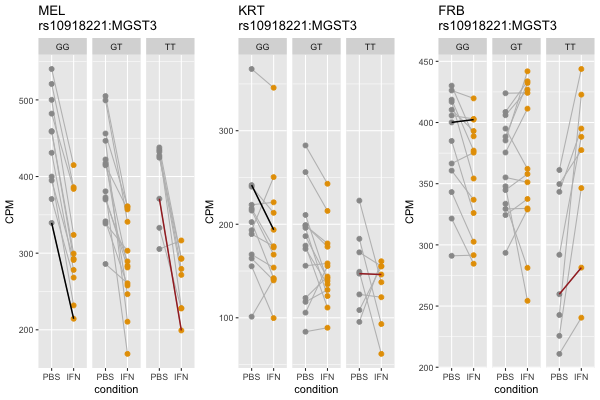 MEL
rs10918221:MGST3
GG GT TT
500
400
300
200
CPM
PBS IFN PBS IFN PBS IFN
condition
KRT
rs10918221:MGST3
GG GT TT
300
200
100
CPM
PBS IFN PBS IFN PBS IFN
condition
FRB
rs10918221:MGST3
GG GT TT
450
400
350
300
250
200
CPM
PBS IFN PBS IFN PBS IFN
condition